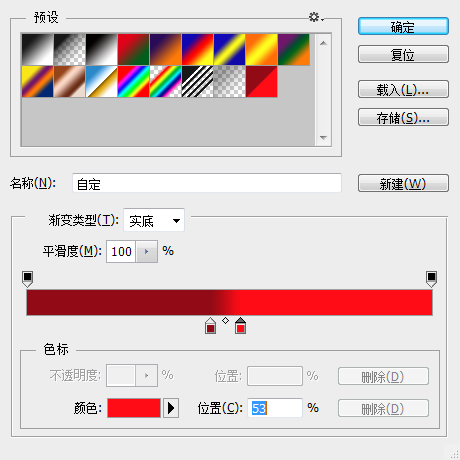 预设
确定
复位
载入(L)...
存储(S)...
名称(N): 自定
新建(W)
渐变类型(T): 实底
平滑度(M): 100 %
色标
不透明度: % 位置: % 删除(D)
颜色: 位置(C): 53 % 删除(D)